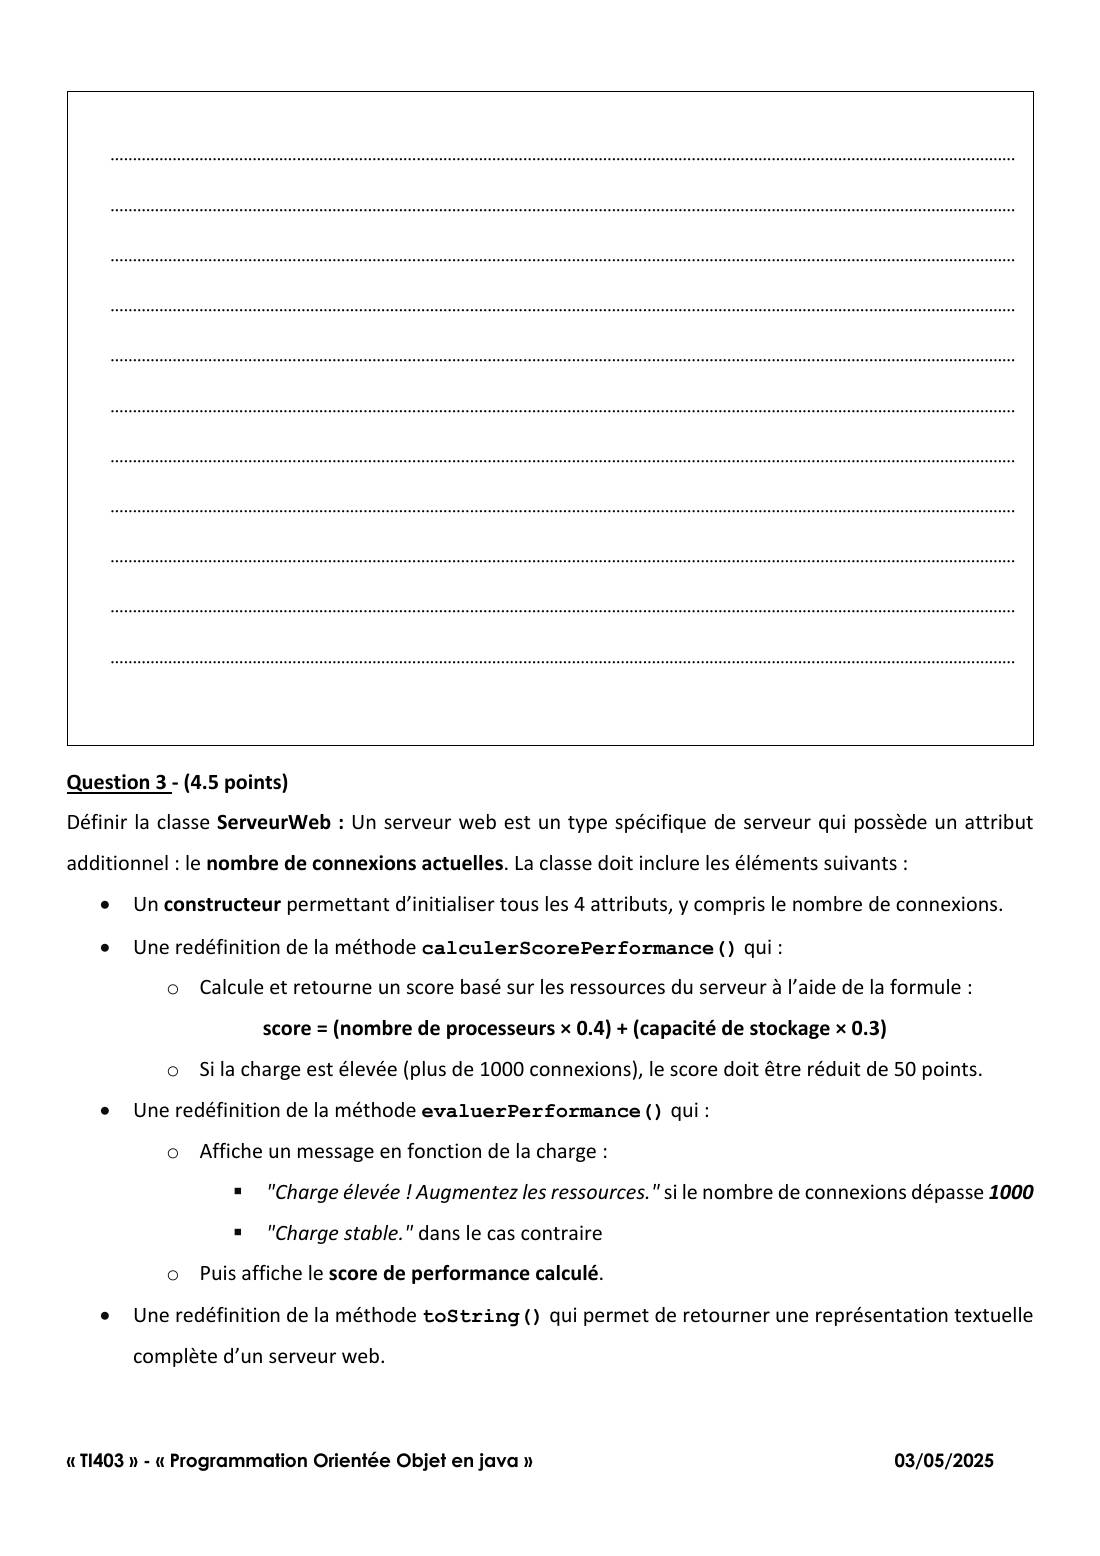 Question 3 - (4.5 points)
Définir la classe ServeurWeb : Un serveur web est un type spécifique de serveur qui possède un attribut
additionnel : le nombre de connexions actuelles. La classe doit inclure les éléments suivants :
• Un constructeur permettant d’initialiser tous les 4 attributs, y compris le nombre de connexions.
• Une redéfinition de la méthode calculerScorePerformance() qui :
o Calcule et retourne un score basé sur les ressources du serveur à l’aide de la formule :
score = (nombre de processeurs × 0.4) + (capacité de stockage × 0.3)
o Si la charge est élevée (plus de 1000 connexions), le score doit être réduit de 50 points.
• Une redéfinition de la méthode evaluerPerformance() qui :
o Affiche un message en fonction de la charge :
▪ "Charge élevée ! Augmentez les ressources." si le nombre de connexions dépasse 1000
▪ "Charge stable." dans le cas contraire
o Puis affiche le score de performance calculé.
• Une redéfinition de la méthode toString() qui permet de retourner une représentation textuelle
complète d’un serveur web.
« TI403 » - « Programmation Orientée Objet en java » 03/05/2025